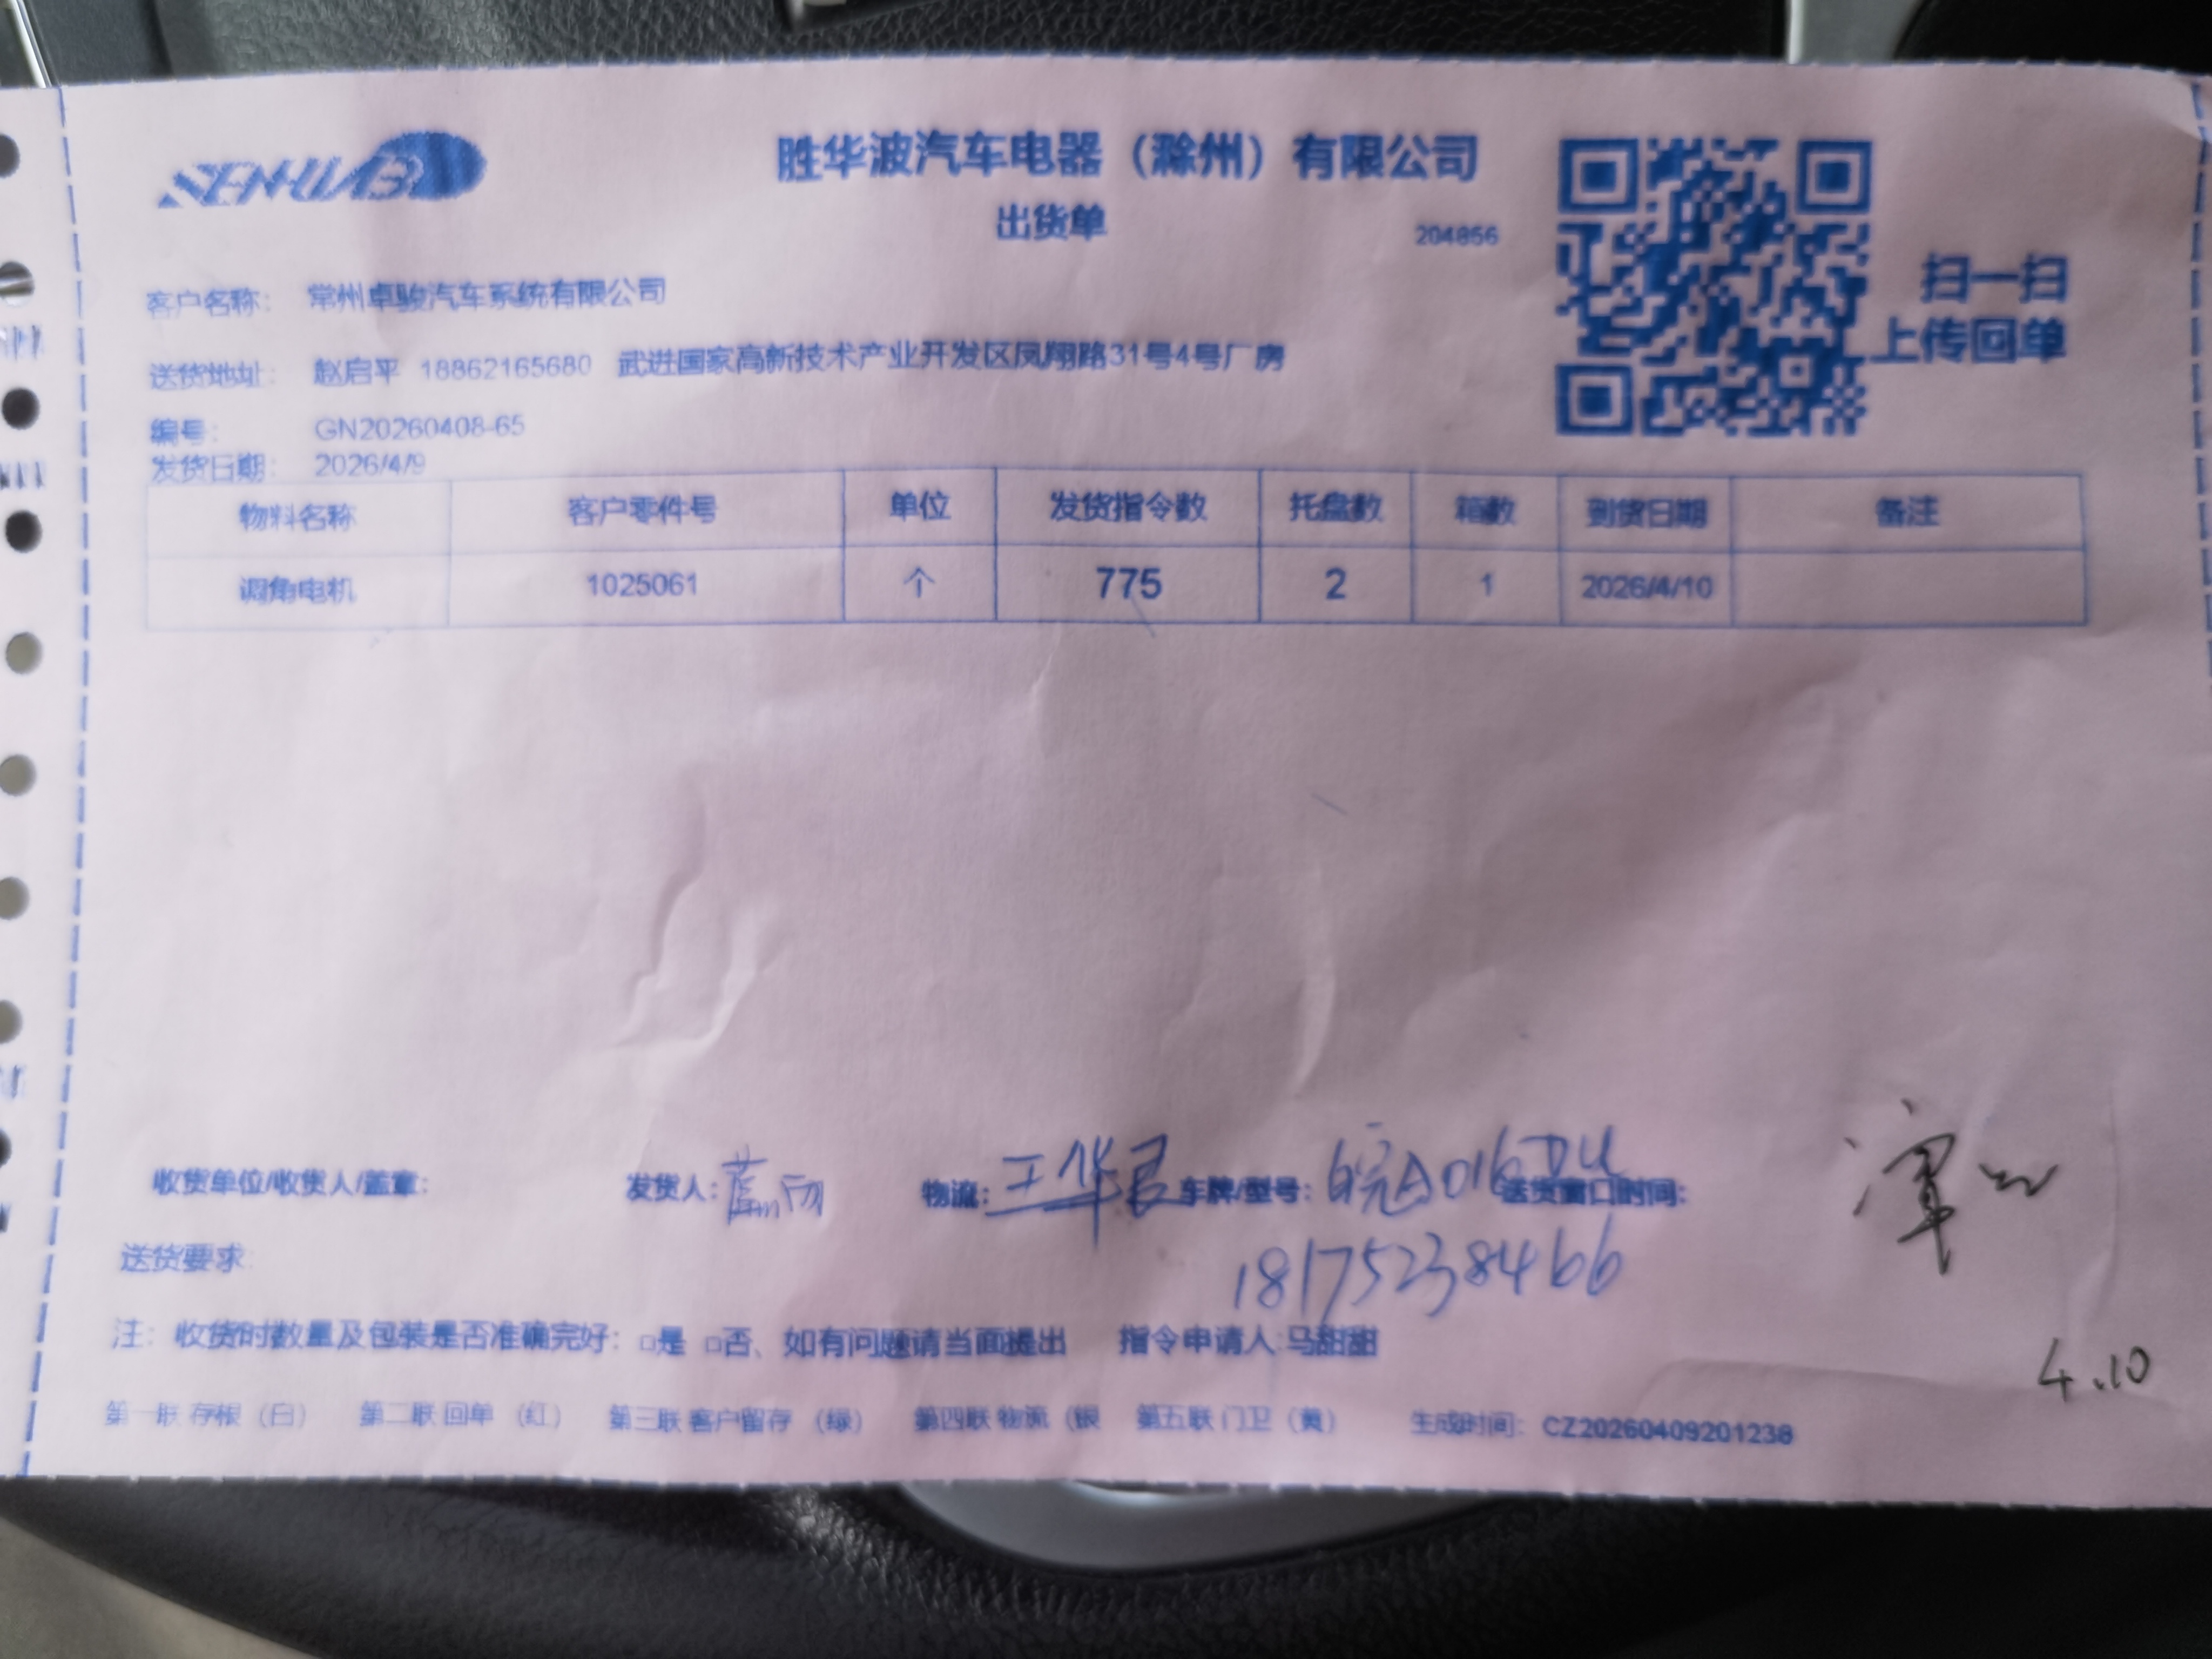 SENHUABO
胜华波汽车电器（滁州）有限公司
出货单
204856
扫一扫
上传回单
客户名称： 常州卓骏汽车系统有限公司
送货地址： 赵启平 18862165680 武进国家高新技术产业开发区凤翔路31号4号厂房
编号： GN20260408-65
发货日期： 2026/4/9
物料名称 客户零件号 单位 发货指令数 托盘数 箱数 到货日期 备注
调角电机 1025061 个 775 2 1 2026/4/10
收货单位/收货人/盖章： 发货人： 物流：王华君 车牌/型号： 送货窗口时间：
18175238466
送货要求
注：收货时数量及包装是否准确完好：□是 □否、如有问题请当面提出 指令申请人:马甜甜
4.10
第一联 存根（白） 第二联 回单（红） 第三联 客户留存（绿） 第四联 物流（银 第五联 门卫（黄） 生成时间：CZ20260409201238